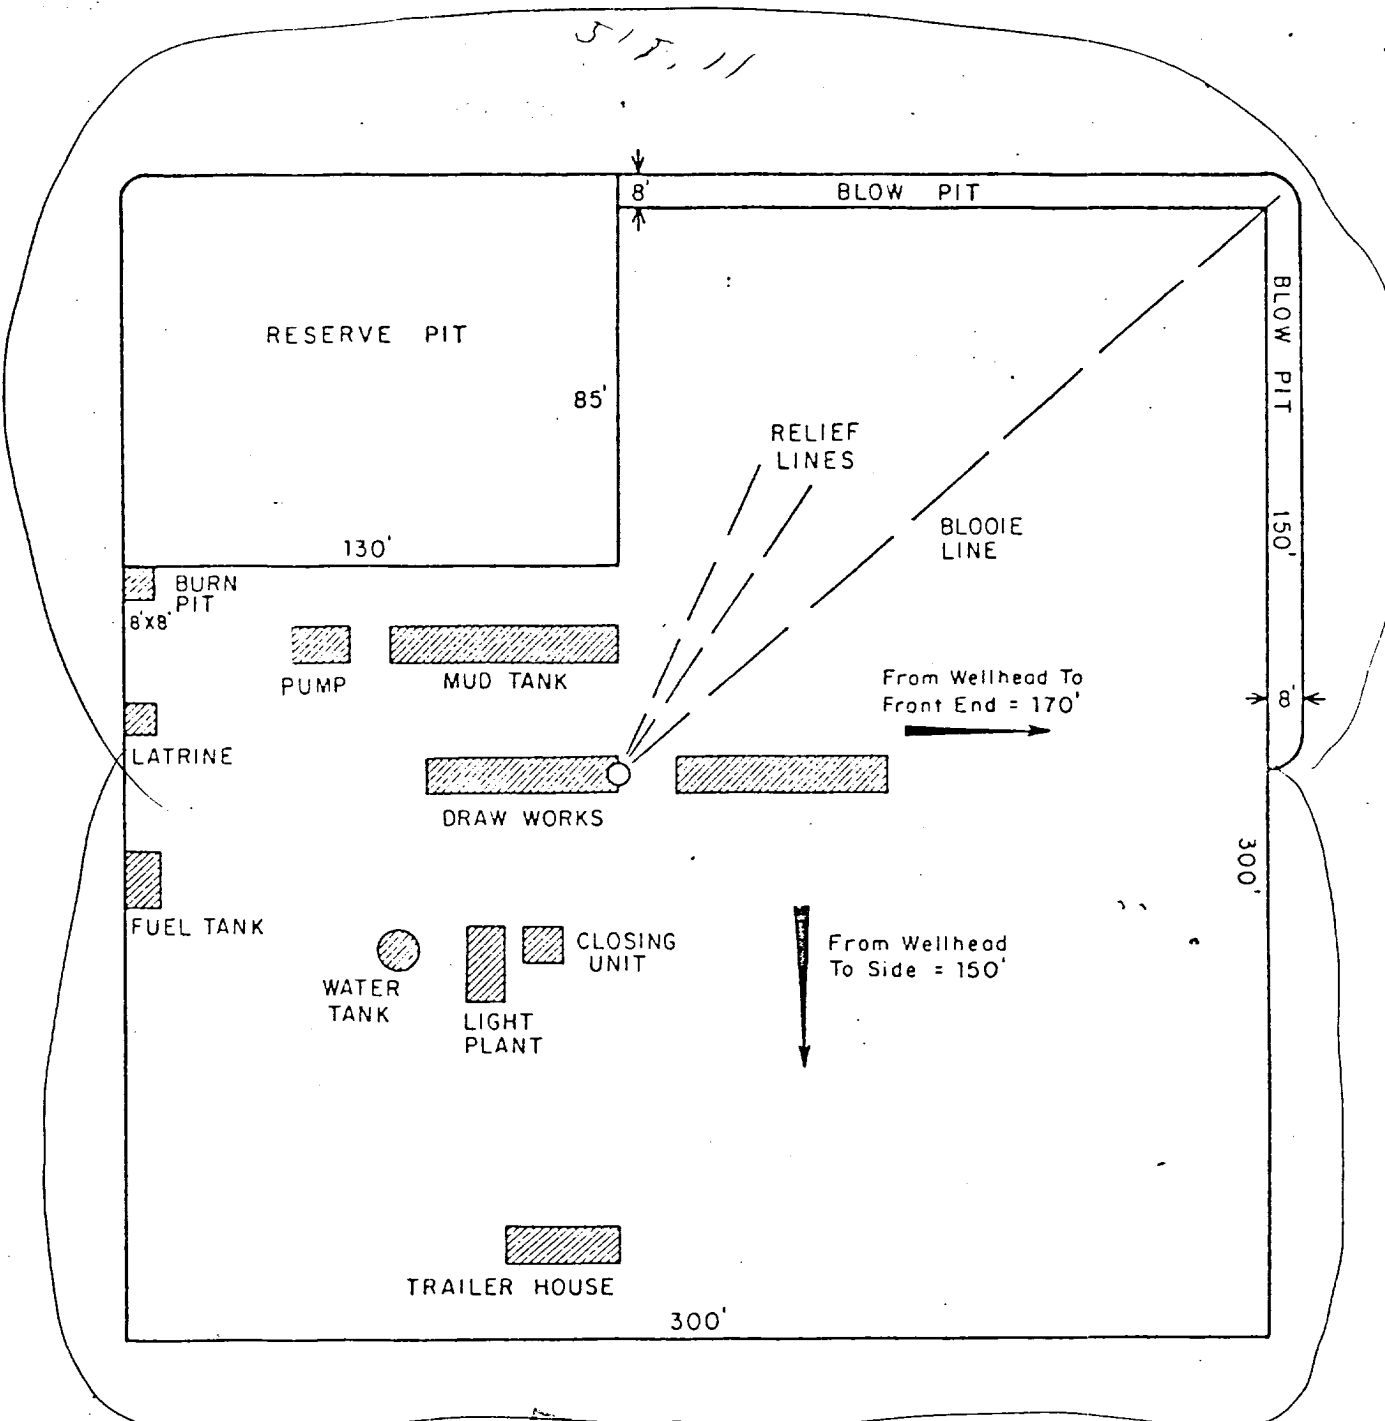 8'
BLOW PIT
BLOW PIT
RESERVE PIT
85'
RELIEF
LINES
BLOOIE
LINE
150'
130'
BURN
PIT
8'X8'
PUMP
MUD TANK
From Wellhead To
Front End = 170'
8'
LATRINE
DRAW WORKS
300'
FUEL TANK
CLOSING
UNIT
From Wellhead
To Side = 150'
WATER
TANK
LIGHT
PLANT
TRAILER HOUSE
300'